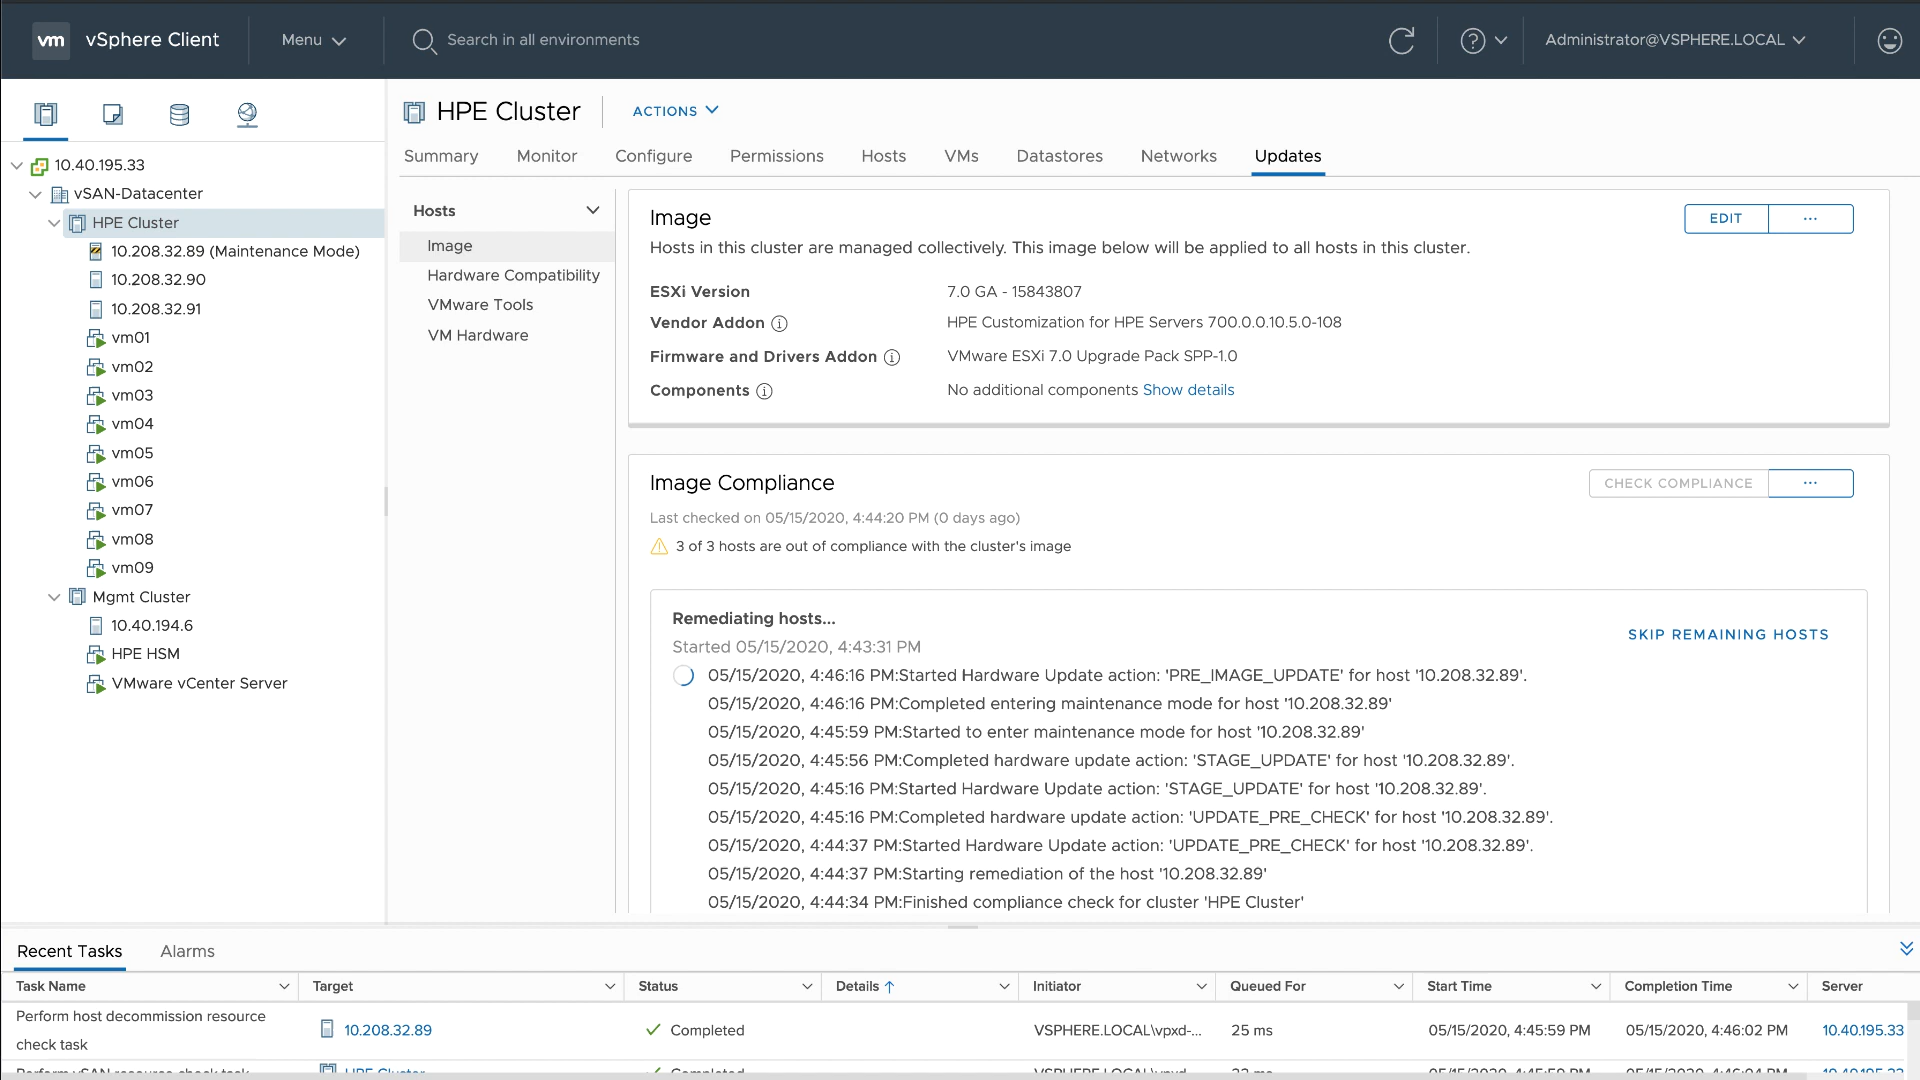 vm vSphere Client Menu Search in all environments Administrator@VSPHERE.LOCAL
10.40.195.33
vSAN-Datacenter
HPE Cluster
10.208.32.89 (Maintenance Mode)
10.208.32.90
10.208.32.91
vm01
vm02
vm03
vm04
vm05
vm06
vm07
vm08
vm09
Mgmt Cluster
10.40.194.6
HPE HSM
VMware vCenter Server
HPE Cluster ACTIONS
Summary Monitor Configure Permissions Hosts VMs Datastores Networks Updates
Hosts
Image
Hardware Compatibility
VMware Tools
VM Hardware
Image
EDIT ...
Hosts in this cluster are managed collectively. This image below will be applied to all hosts in this cluster.
ESXi Version 7.0 GA - 15843807
Vendor Addon HPE Customization for HPE Servers 700.0.0.10.5.0-108
Firmware and Drivers Addon VMware ESXi 7.0 Upgrade Pack SPP-1.0
Components No additional components Show details
Image Compliance
CHECK COMPLIANCE ...
Last checked on 05/15/2020, 4:44:20 PM (0 days ago)
3 of 3 hosts are out of compliance with the cluster's image
Remediating hosts...
SKIP REMAINING HOSTS
Started 05/15/2020, 4:43:31 PM
05/15/2020, 4:46:16 PM:Started Hardware Update action: 'PRE_IMAGE_UPDATE' for host '10.208.32.89'.
05/15/2020, 4:46:16 PM:Completed entering maintenance mode for host '10.208.32.89'
05/15/2020, 4:45:59 PM:Started to enter maintenance mode for host '10.208.32.89'
05/15/2020, 4:45:56 PM:Completed hardware update action: 'STAGE_UPDATE' for host '10.208.32.89'.
05/15/2020, 4:45:16 PM:Started Hardware Update action: 'STAGE_UPDATE' for host '10.208.32.89'.
05/15/2020, 4:45:16 PM:Completed hardware update action: 'UPDATE_PRE_CHECK' for host '10.208.32.89'.
05/15/2020, 4:44:37 PM:Started Hardware Update action: 'UPDATE_PRE_CHECK' for host '10.208.32.89'.
05/15/2020, 4:44:37 PM:Starting remediation of the host '10.208.32.89'
05/15/2020, 4:44:34 PM:Finished compliance check for cluster 'HPE Cluster'
Recent Tasks Alarms
Task Name Target Status Details Initiator Queued For Start Time Completion Time Server
Perform host decommission resource check task 10.208.32.89 Completed VSPHERE.LOCAL\vpxd-... 25 ms 05/15/2020, 4:45:59 PM 05/15/2020, 4:46:02 PM 10.40.195.33